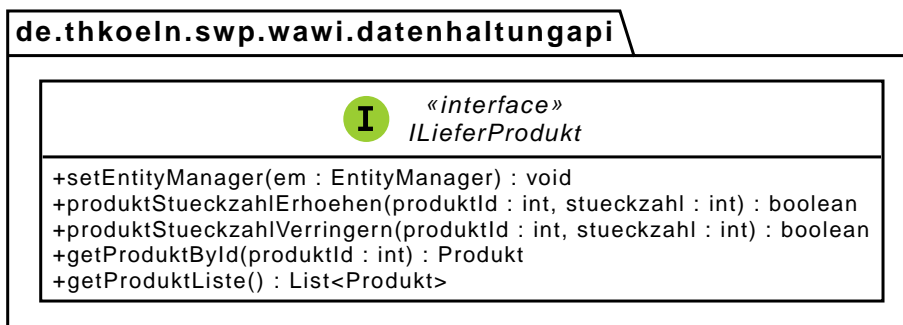 de.thkoeln.swp.wawi.datenhaltungapi
I
«interface»
ILieferProdukt
+setEntityManager(em : EntityManager) : void
+produktStueckzahlErhoehen(produktId : int, stueckzahl : int) : boolean
+produktStueckzahlVerringern(produktId : int, stueckzahl : int) : boolean
+getProduktById(produktId : int) : Produkt
+getProduktListe() : List<Produkt>